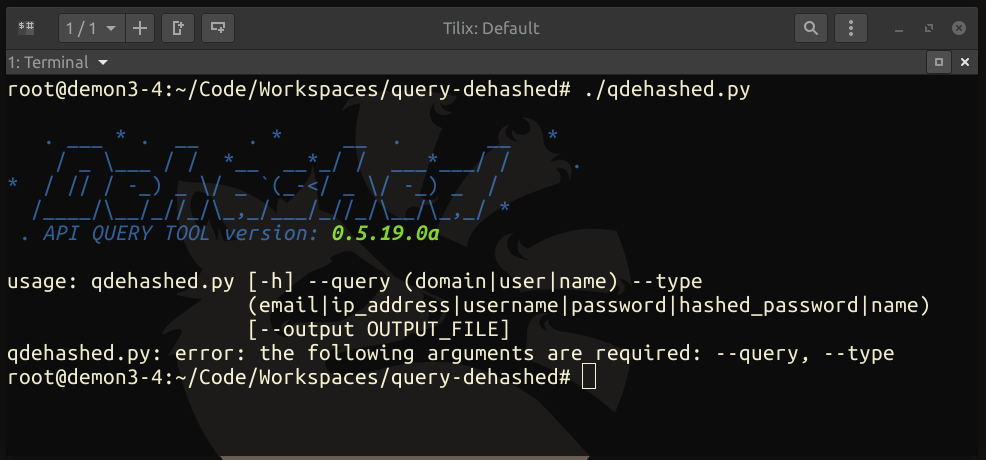 1 / 1
Tilix: Default
1: Terminal
root@demon3-4:~/Code/Workspaces/query-dehashed# ./qdehashed.py
Dehashed
. API QUERY TOOL version: 0.5.19.0a
usage: qdehashed.py [-h] --query (domain|user|name) --type
(email|ip_address|username|password|hashed_password|name)
[--output OUTPUT_FILE]
qdehashed.py: error: the following arguments are required: --query, --type
root@demon3-4:~/Code/Workspaces/query-dehashed#